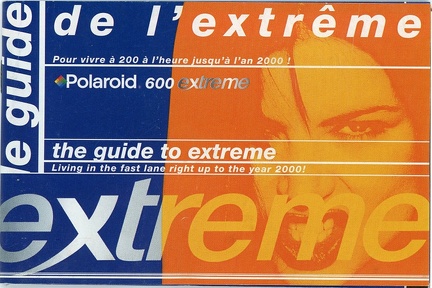 le guide
de l'extrême
Pour vivre à 200 à l'heure jusqu'à l'an 2000 !
Polaroid 600 extreme
the guide to extreme
Living in the fast lane right up to the year 2000!
extreme